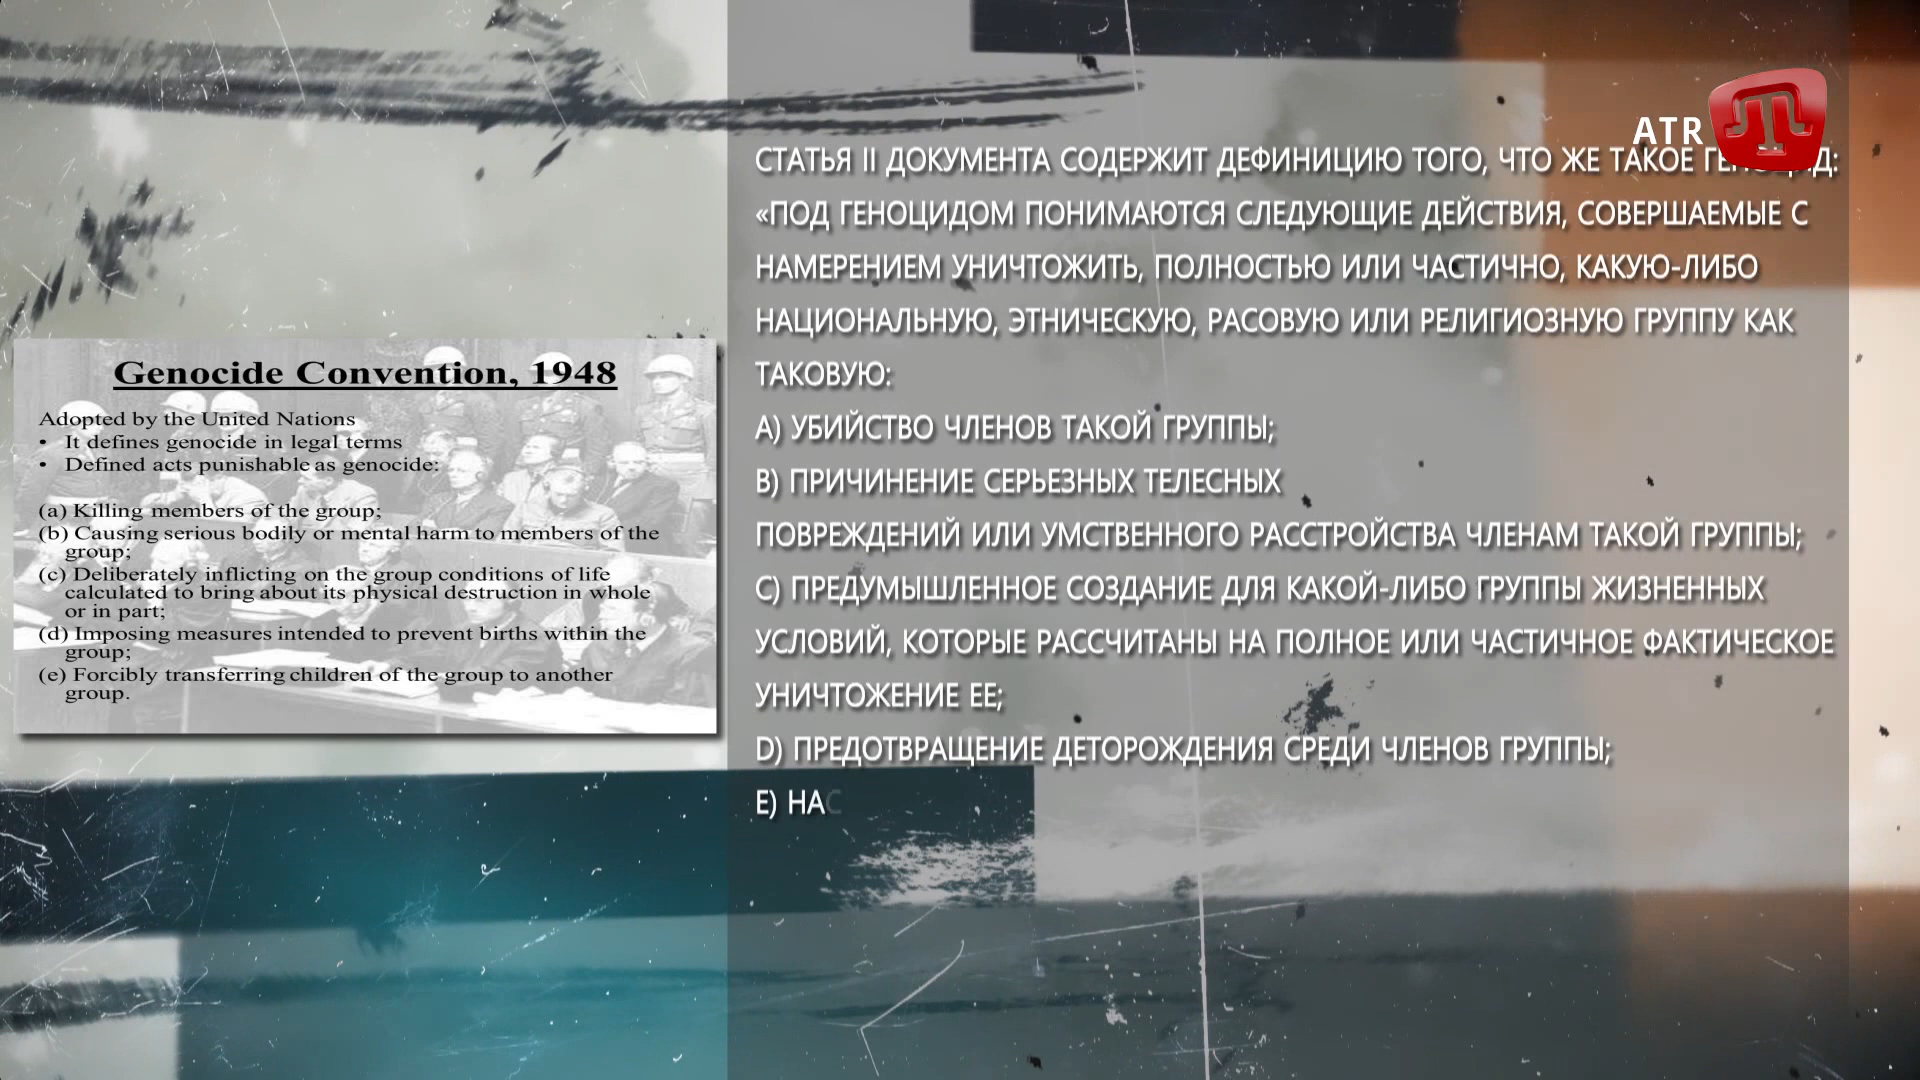 ATR
СТАТЬЯ II ДОКУМЕНТА СОДЕРЖИТ ДЕФИНИЦИЮ ТОГО, ЧТО ЖЕ ТАКОЕ
«ПОД ГЕНОЦИДОМ ПОНИМАЮТСЯ СЛЕДУЮЩИЕ ДЕЙСТВИЯ, СОВЕРШАЕМЫЕ С
НАМЕРЕНИЕМ УНИЧТОЖИТЬ, ПОЛНОСТЬЮ ИЛИ ЧАСТИЧНО, КАКУЮ-ЛИБО
НАЦИОНАЛЬНУЮ, ЭТНИЧЕСКУЮ, РАСОВУЮ ИЛИ РЕЛИГИОЗНУЮ ГРУППУ КАК
ТАКОВУЮ:
A) УБИЙСТВО ЧЛЕНОВ ТАКОЙ ГРУППЫ;
B) ПРИЧИНЕНИЕ СЕРЬЕЗНЫХ ТЕЛЕСНЫХ
ПОВРЕЖДЕНИЙ ИЛИ УМСТВЕННОГО РАССТРОЙСТВА ЧЛЕНАМ ТАКОЙ ГРУППЫ;
C) ПРЕДУМЫШЛЕННОЕ СОЗДАНИЕ ДЛЯ КАКОЙ-ЛИБО ГРУППЫ ЖИЗНЕННЫХ
УСЛОВИЙ, КОТОРЫЕ РАССЧИТАНЫ НА ПОЛНОЕ ИЛИ ЧАСТИЧНОЕ ФАКТИЧЕСКОЕ
УНИЧТОЖЕНИЕ ЕЕ;
D) ПРЕДОТВРАЩЕНИЕ ДЕТОРОЖДЕНИЯ СРЕДИ ЧЛЕНОВ ГРУППЫ;
E) НАС
Genocide Convention, 1948
Adopted by the United Nations
• It defines genocide in legal terms
• Defined acts punishable as genocide:
(a) Killing members of the group;
(b) Causing serious bodily or mental harm to members of the
group;
(c) Deliberately inflicting on the group conditions of life
calculated to bring about its physical destruction in whole
or in part;
(d) Imposing measures intended to prevent births within the
group;
(e) Forcibly transferring children of the group to another
group.